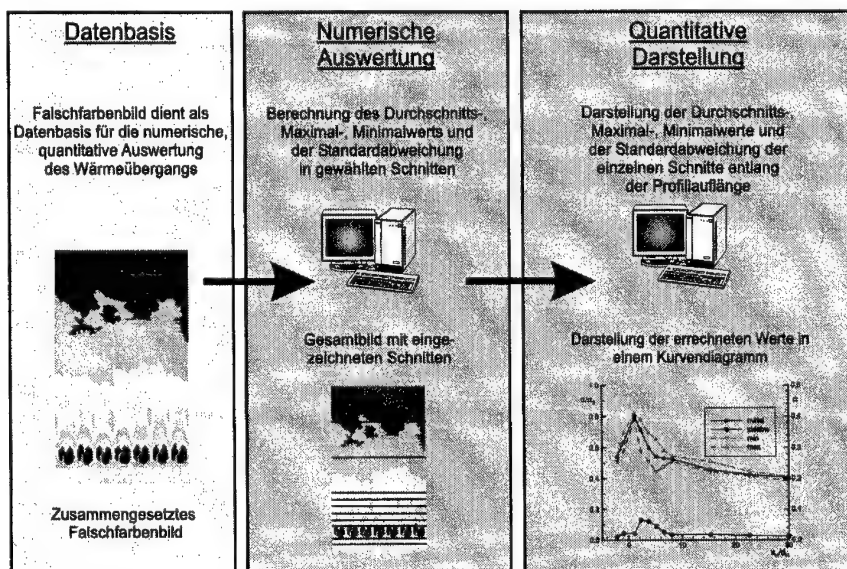 Datenbasis
Falschfarbenbild dient als
Datenbasis für die numerische,
quantitative Auswertung
des Wärmeübergangs
Zusammengesetztes
Falschfarbenbild
Numerische
Auswertung
Berechnung des Durchschnitts-,
Maximal-, Minimalwerts und
der Standardabweichung
in gewählten Schnitten
Gesamtbild mit einge-
zeichneten Schnitten
Quantitative
Darstellung
Darstellung der Durchschnitts-,
Maximal-, Minimalwerte und
der Standardabweichung der
einzelnen Schnitte entlang
der Profillauflänge
Darstellung der errechneten Werte in
einem Kurvendiagramm